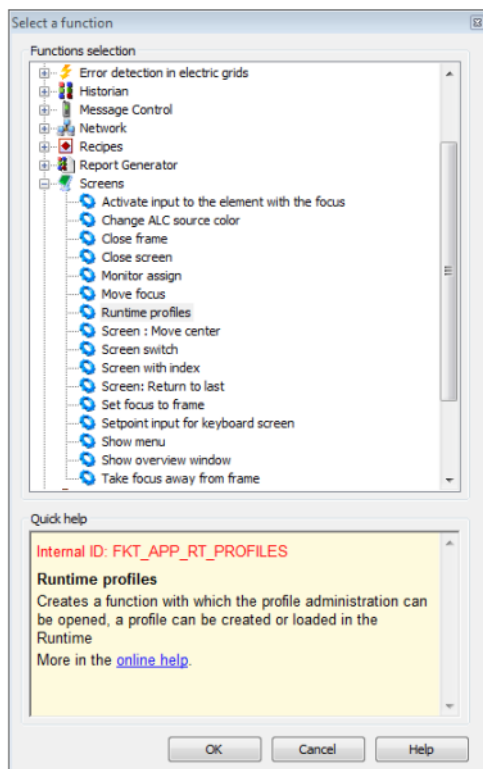 Select a function
Functions selection
Error detection in electric grids
Historian
Message Control
Network
Recipes
Report Generator
Screens
Activate input to the element with the focus
Change ALC source color
Close frame
Close screen
Monitor assign
Move focus
Runtime profiles
Screen : Move center
Screen switch
Screen with index
Screen: Return to last
Set focus to frame
Setpoint input for keyboard screen
Show menu
Show overview window
Take focus away from frame
Quick help
Internal ID: FKT_APP_RT_PROFILES
Runtime profiles
Creates a function with which the profile administration can
be opened, a profile can be created or loaded in the
Runtime
More in the online help.
OK Cancel Help